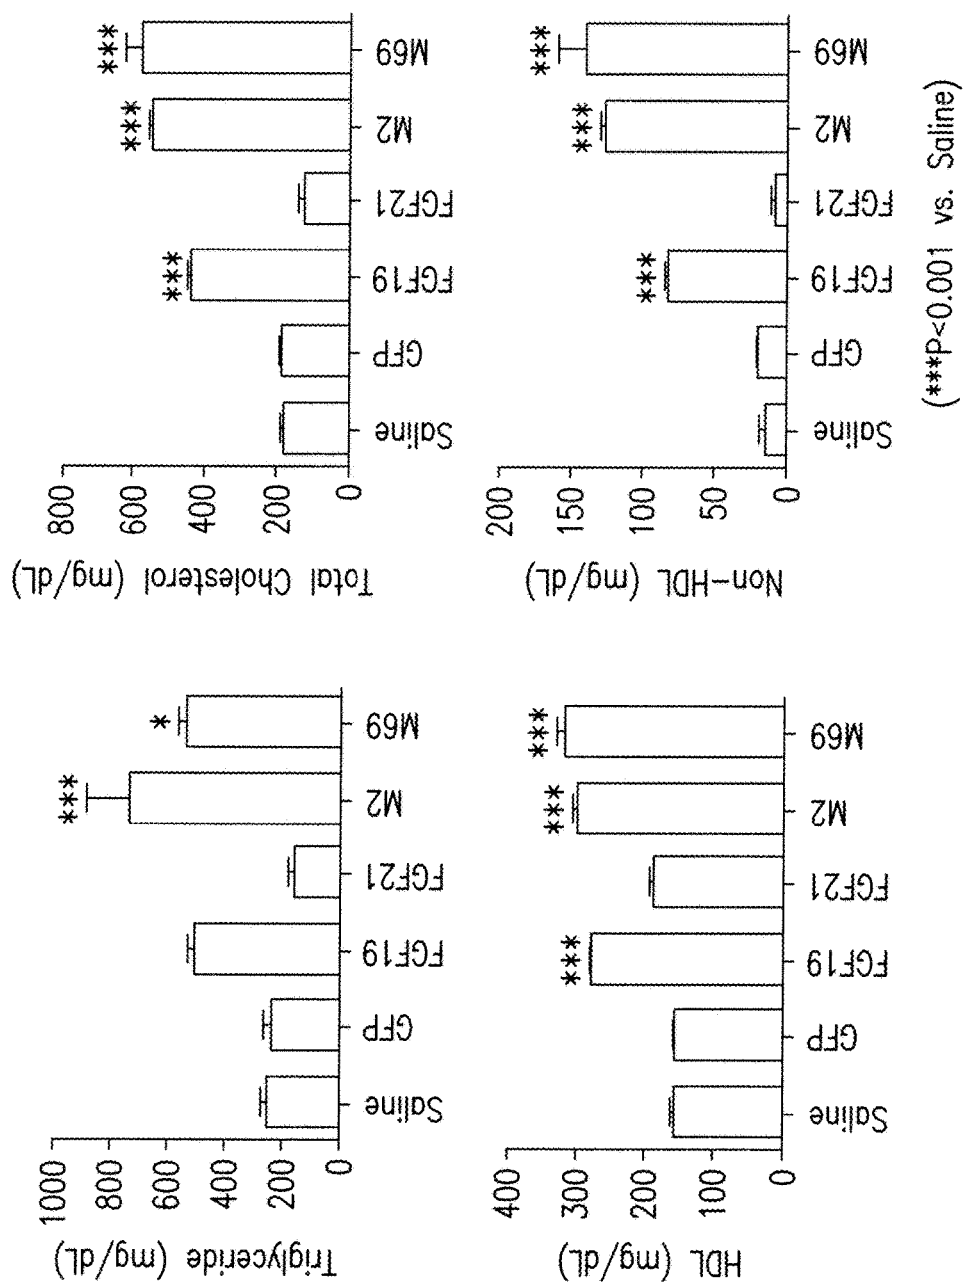 Total Cholesterol (mg/dL)
800
600
400
200
0
Saline
GFP
FGF19
FGF21
M2
M69
***
***
***
Non-HDL (mg/dL)
200
150
100
50
0
Saline
GFP
FGF19
FGF21
M2
M69
***
***
***
Triglyceride (mg/dL)
1000
800
600
400
200
0
Saline
GFP
FGF19
FGF21
M2
M69
***
*
HDL (mg/dL)
400
300
200
100
0
Saline
GFP
FGF19
FGF21
M2
M69
***
***
***
(***P<0.001 vs. Saline)